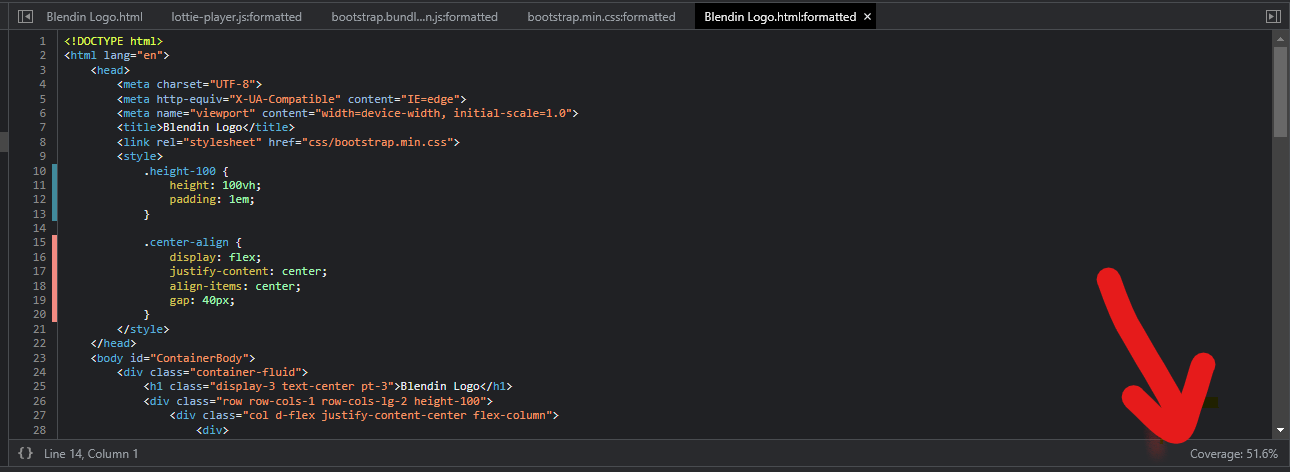 Blendin Logo.html lottie-player.js:formatted bootstrap.bundl…n.js:formatted bootstrap.min.css:formatted Blendin Logo.html:formatted ×
1 <!DOCTYPE html>
2 <html lang="en">
3 <head>
4 <meta charset="UTF-8">
5 <meta http-equiv="X-UA-Compatible" content="IE=edge">
6 <meta name="viewport" content="width=device-width, initial-scale=1.0">
7 <title>Blendin Logo</title>
8 <link rel="stylesheet" href="css/bootstrap.min.css">
9 <style>
10 .height-100 {
11 height: 100vh;
12 padding: 1em;
13 }
14
15 .center-align {
16 display: flex;
17 justify-content: center;
18 align-items: center;
19 gap: 40px;
20 }
21 </style>
22 </head>
23 <body id="ContainerBody">
24 <div class="container-fluid">
25 <h1 class="display-3 text-center pt-3">Blendin Logo</h1>
26 <div class="row row-cols-1 row-cols-lg-2 height-100">
27 <div class="col d-flex justify-content-center flex-column">
28 <div>
{} Line 14, Column 1 Coverage: 51.6%